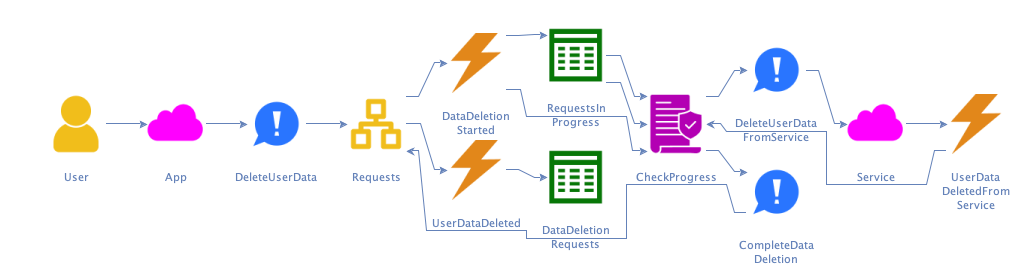 User
App
DeleteUserData
Requests
DataDeletion
Started
UserDataDeleted
RequestsIn
Progress
DataDeletion
Requests
CheckProgress
DeleteUserData
FromService
CompleteData
Deletion
Service
UserData
DeletedFrom
Service